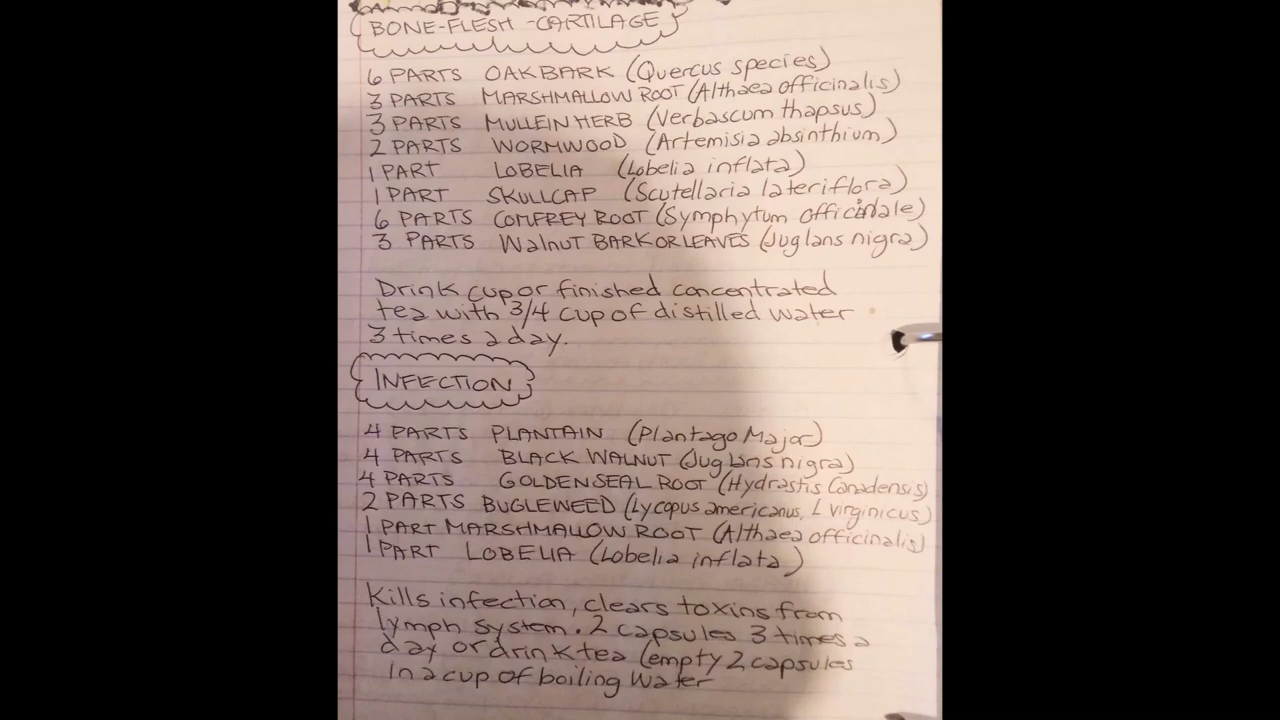 BONE-FLESH-CARTILAGE
6 PARTS OAK BARK (Quercus species)
3 PARTS MARSHMALLOW ROOT (Althaea officinalis)
3 PARTS MULLEIN HERB (Verbascum thapsus)
2 PARTS WORMWOOD (Artemisia absinthium)
1 PART LOBELIA (Lobelia inflata)
1 PART SKULLCAP (Scutellaria lateriflora)
6 PARTS COMFREY ROOT (Symphytum officinale)
3 PARTS Walnut BARK OR LEAVES (Juglans nigra)
Drink cup or finished concentrated
tea with 3/4 cup of distilled water
3 times a day.
INFECTION
4 PARTS PLANTAIN (Plantago Major)
4 PARTS BLACK WALNUT (Juglans nigra)
4 PARTS GOLDENSEAL ROOT (Hydrastis Canadensis)
2 PARTS BUGLEWEED (Lycopus americanus, L virginicus)
1 PART MARSHMALLOW ROOT (Althaea officinalis)
1 PART LOBELIA (Lobelia inflata)
Kills infection, clears toxins from
lymph system. 2 capsules 3 times a
day or drink tea (empty 2 capsules
in a cup of boiling water